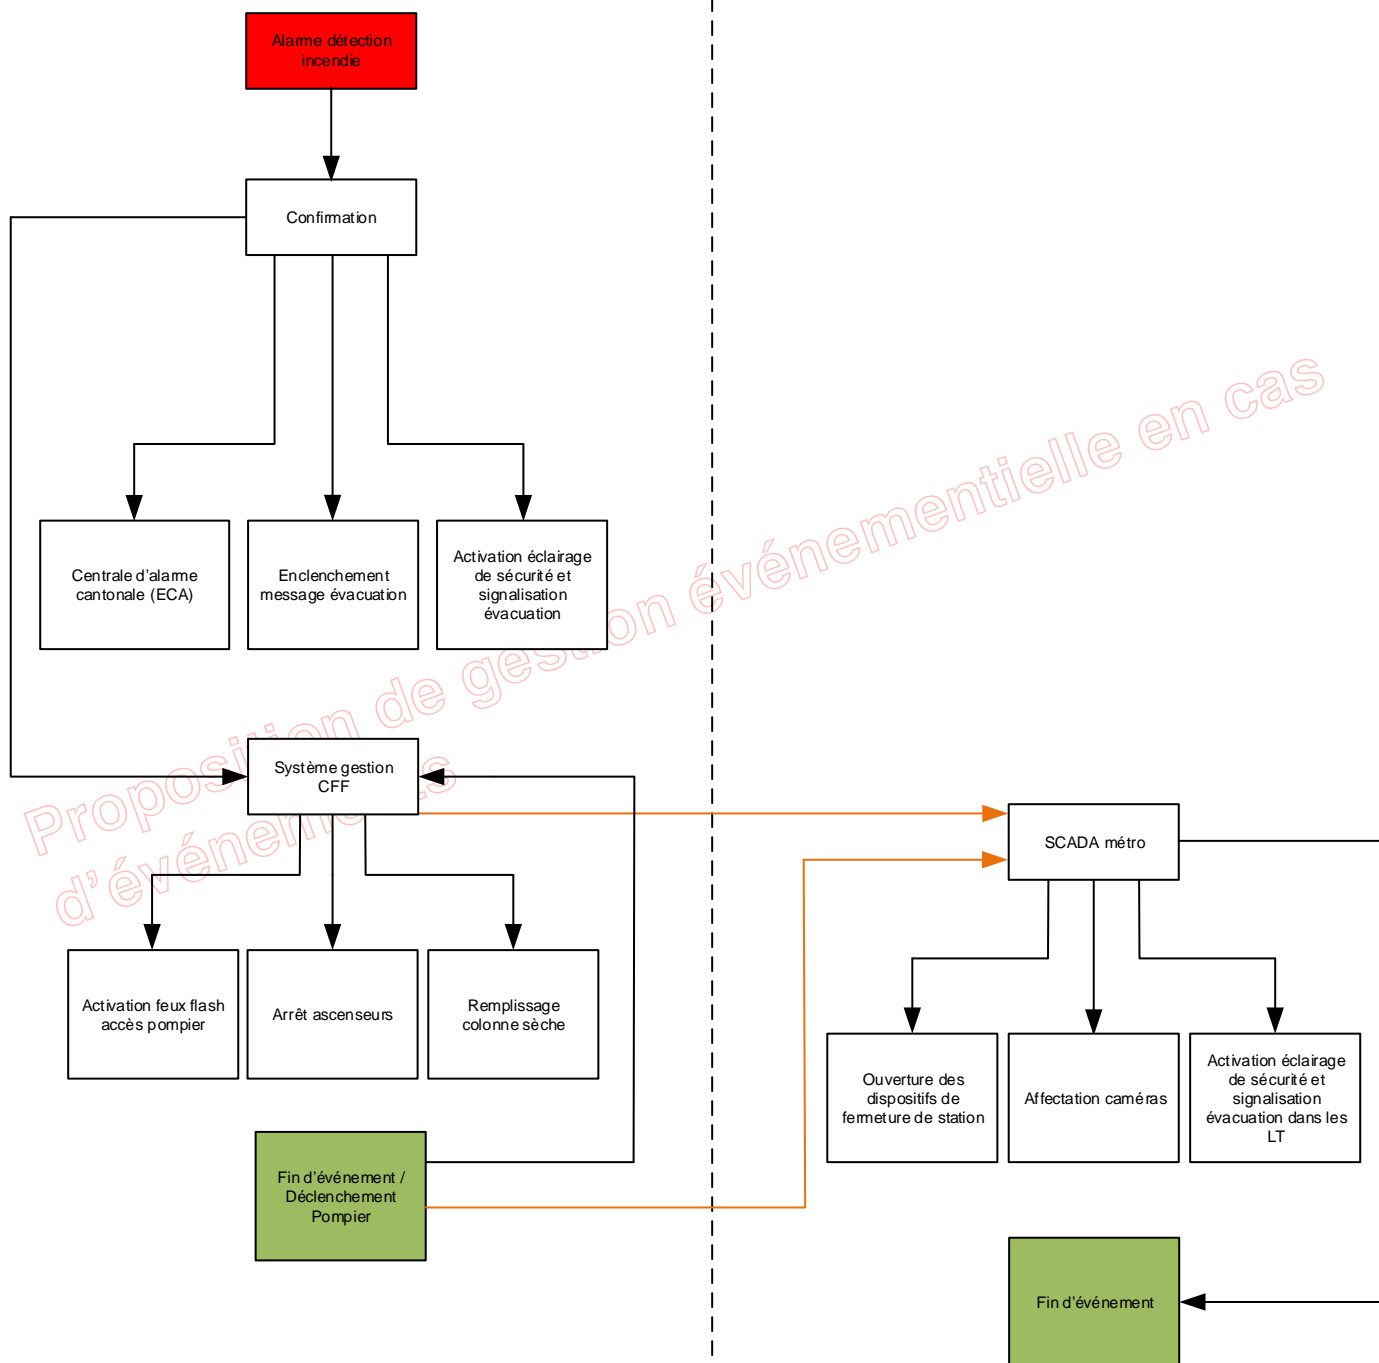 Alarme détection
incendie
Confirmation
Centrale d'alarme
cantonale (ECA)
Enclenchement
message évacuation
Activation éclairage
de sécurité et
signalisation
évacuation
Proposition de gestion événementielle en cas
d'événements
Système gestion
CFF
SCADA métro
Activation feux flash
accès pompier
Arrêt ascenseurs
Remplissage
colonne sèche
Ouverture des
dispositifs de
fermeture de station
Affectation caméras
Activation éclairage
de sécurité et
signalisation
évacuation dans les
LT
Fin d'événement /
Déclenchement
Pompier
Fin d'événement